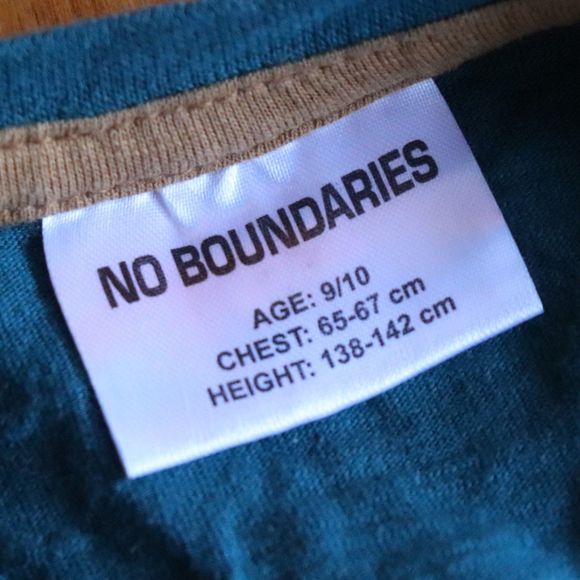 NO BOUNDARIES
AGE: 9/10
CHEST: 65-67 cm
HEIGHT: 138-142 cm